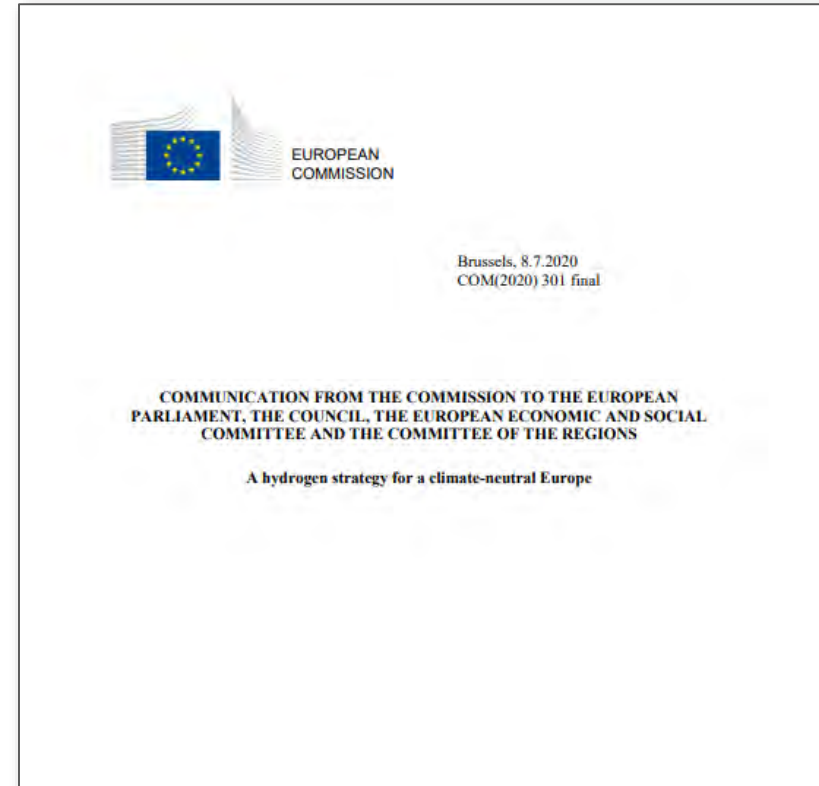 EUROPEAN
COMMISSION
Brussels, 8.7.2020
COM(2020) 301 final
COMMUNICATION FROM THE COMMISSION TO THE EUROPEAN
PARLIAMENT, THE COUNCIL, THE EUROPEAN ECONOMIC AND SOCIAL
COMMITTEE AND THE COMMITTEE OF THE REGIONS
A hydrogen strategy for a climate-neutral Europe